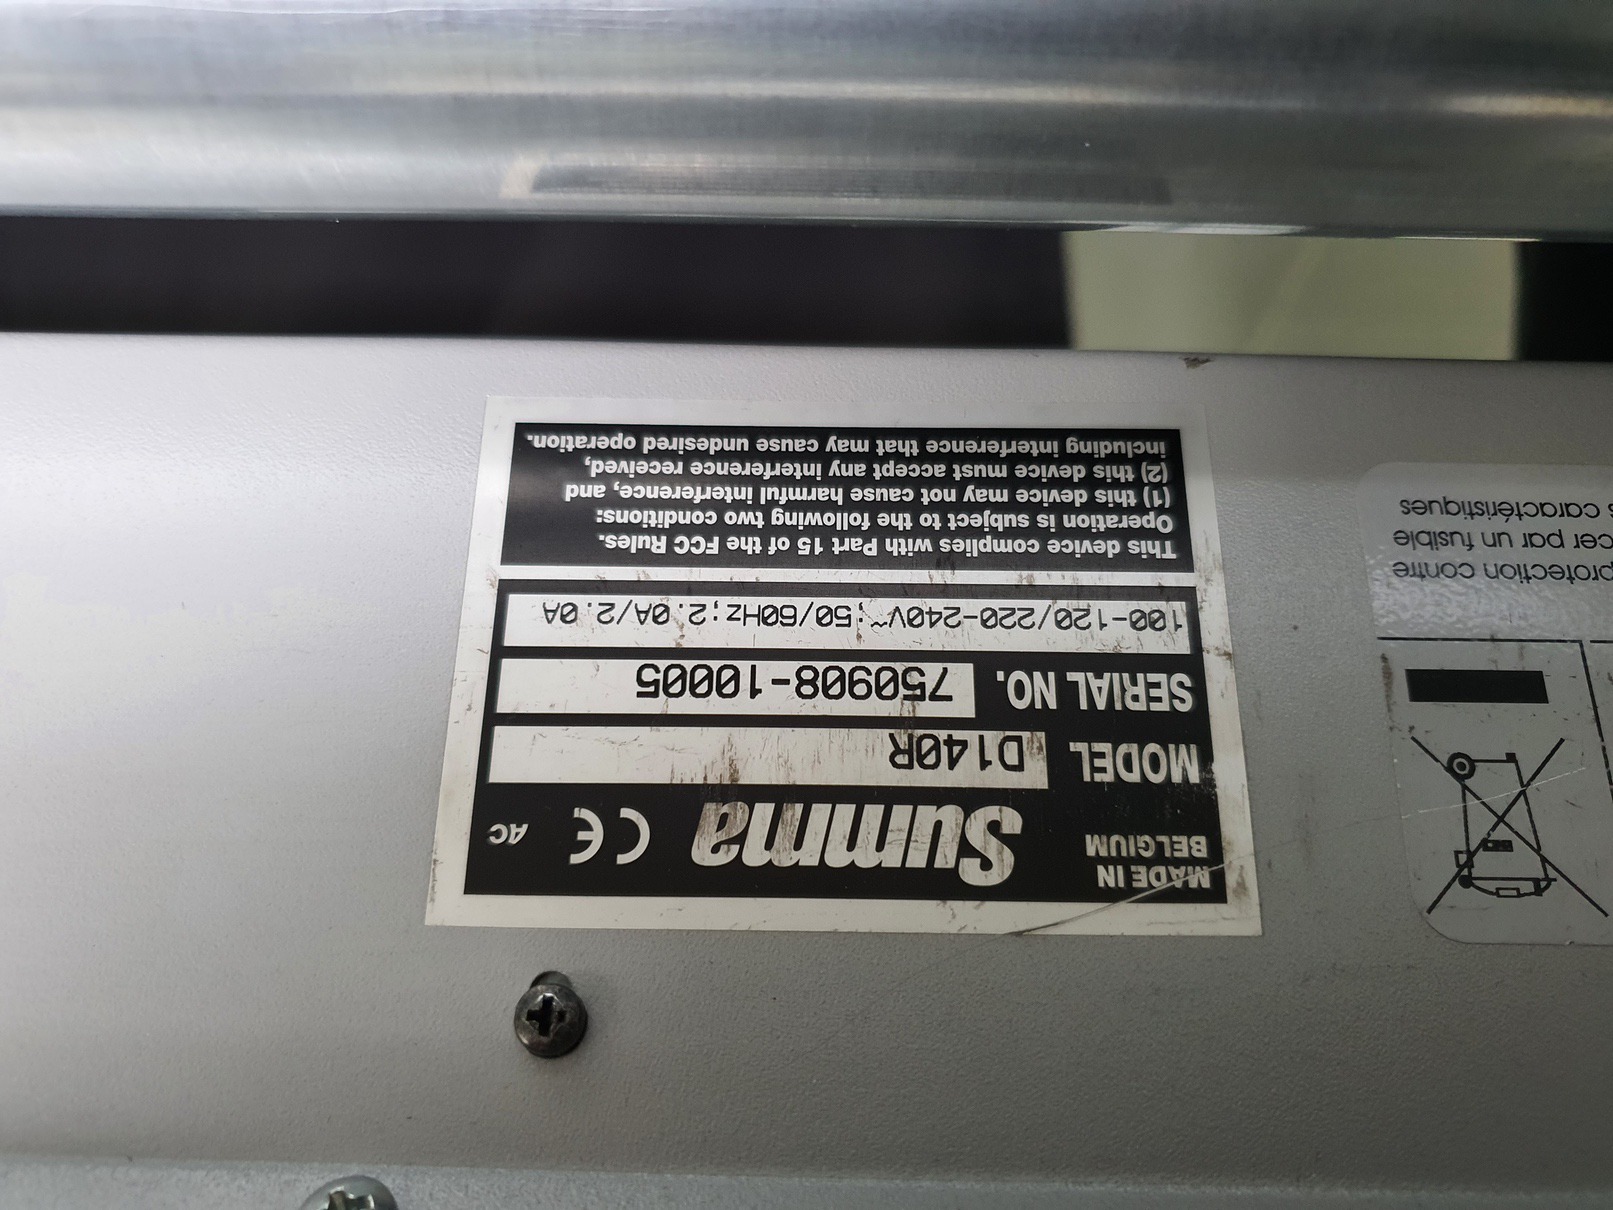 MADE IN
BELGIUM
Summa CE AC
MODEL D140R
SERIAL NO. 750908-10005
100-120/220-240V~;50/60Hz;2.0A/2.0A
This device complies with Part 15 of the FCC Rules.
Operation is subject to the following two conditions:
(1) this device may not cause harmful interference, and
(2) this device must accept any interference received,
including interference that may cause undesired operation.
protection contre
cer par un fusible
caractéristiques